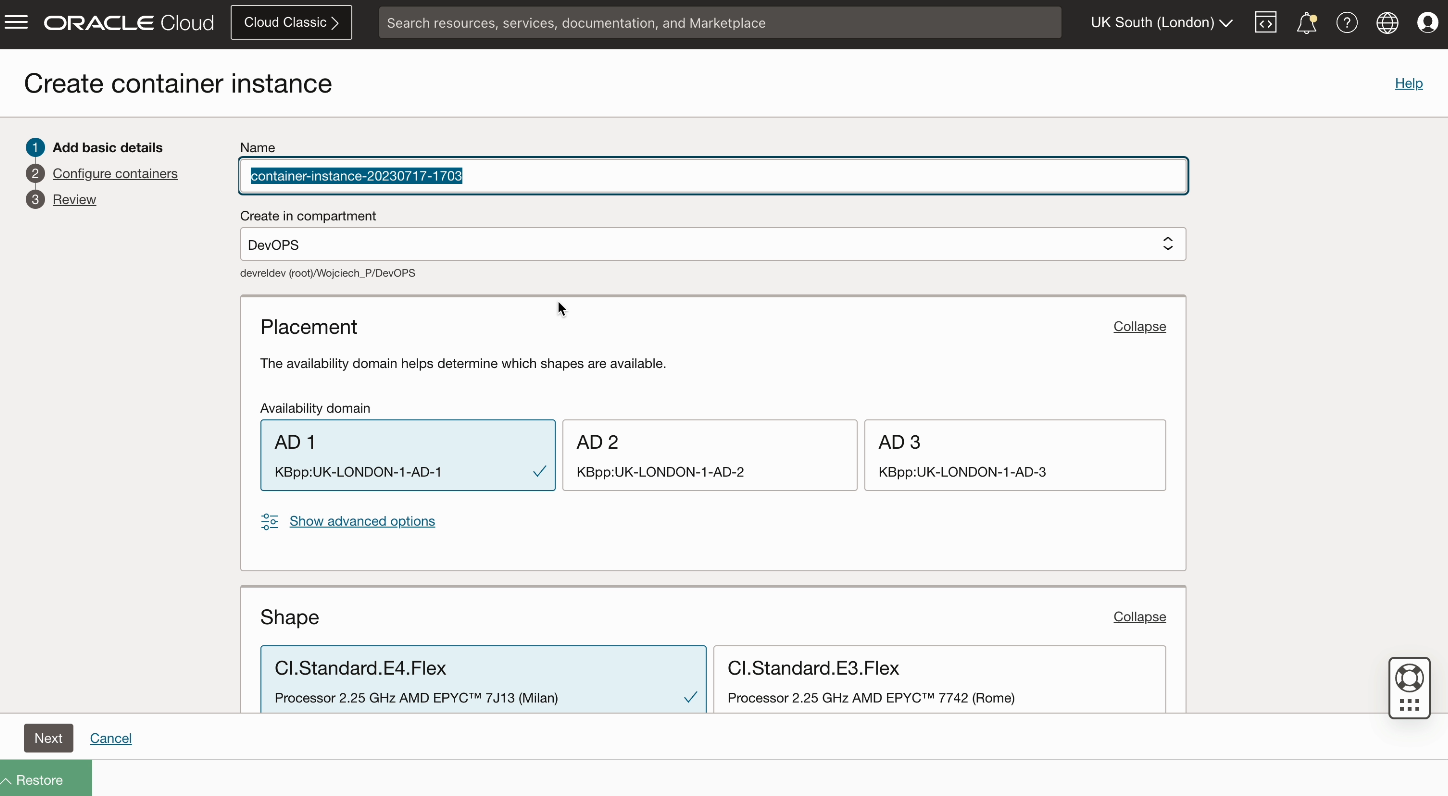 ORACLE Cloud
Cloud Classic
Search resources, services, documentation, and Marketplace
UK South (London)
Create container instance
Help
1 Add basic details
2 Configure containers
3 Review
Name
container-instance-20230717-1703
Create in compartment
DevOPS
devreldev (root)/Wojciech_P/DevOPS
Placement
Collapse
The availability domain helps determine which shapes are available.
Availability domain
AD 1
KBpp:UK-LONDON-1-AD-1
AD 2
KBpp:UK-LONDON-1-AD-2
AD 3
KBpp:UK-LONDON-1-AD-3
Show advanced options
Shape
Collapse
CI.Standard.E4.Flex
Processor 2.25 GHz AMD EPYC™ 7J13 (Milan)
CI.Standard.E3.Flex
Processor 2.25 GHz AMD EPYC™ 7742 (Rome)
Next
Cancel
Restore